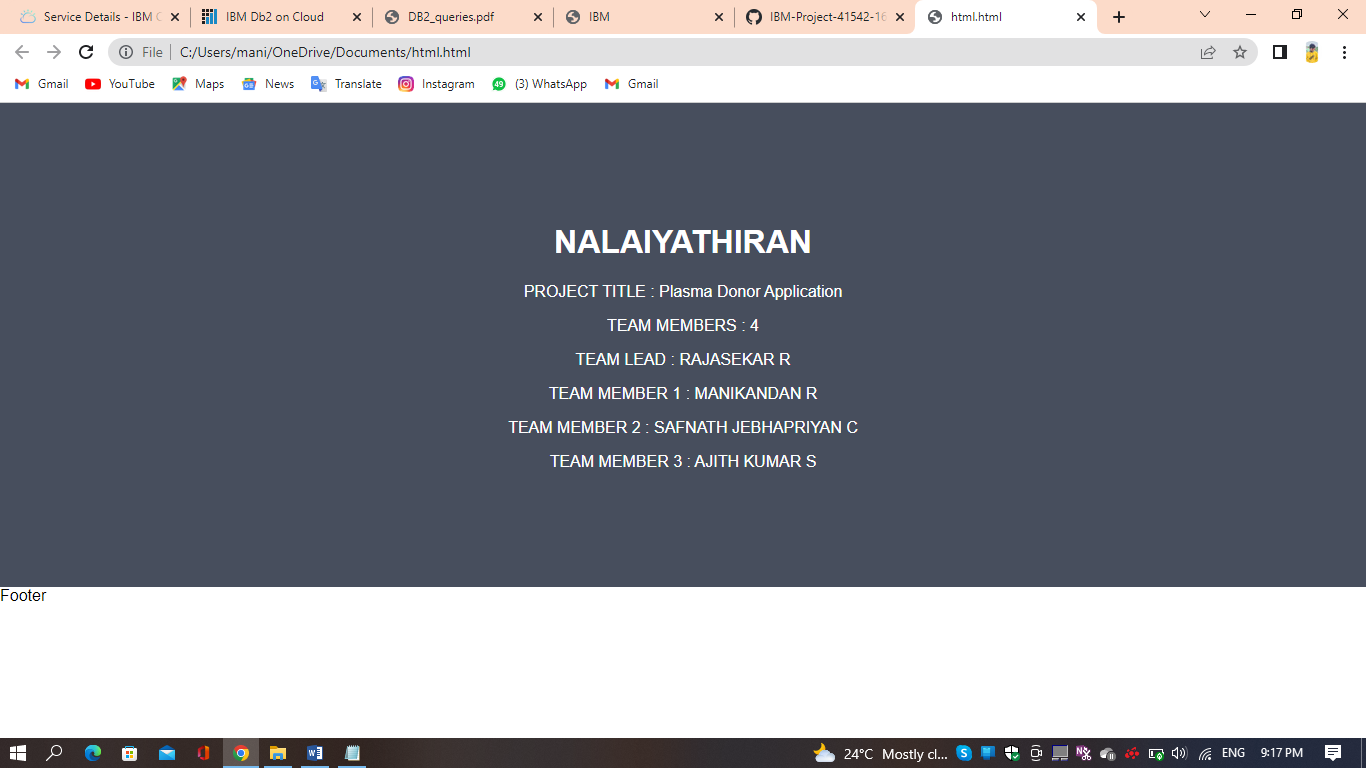 Service Details - IBM C
IBM Db2 on Cloud
DB2_queries.pdf
IBM
IBM-Project-41542-16
html.html
File
C:/Users/mani/OneDrive/Documents/html.html
Gmail
YouTube
Maps
News
Translate
Instagram
49
(3) WhatsApp
Gmail
NALAIYATHIRAN
PROJECT TITLE : Plasma Donor Application
TEAM MEMBERS : 4
TEAM LEAD : RAJASEKAR R
TEAM MEMBER 1 : MANIKANDAN R
TEAM MEMBER 2 : SAFNATH JEBHAPRIYAN C
TEAM MEMBER 3 : AJITH KUMAR S
Footer
24°C Mostly cl...
ENG
9:17 PM